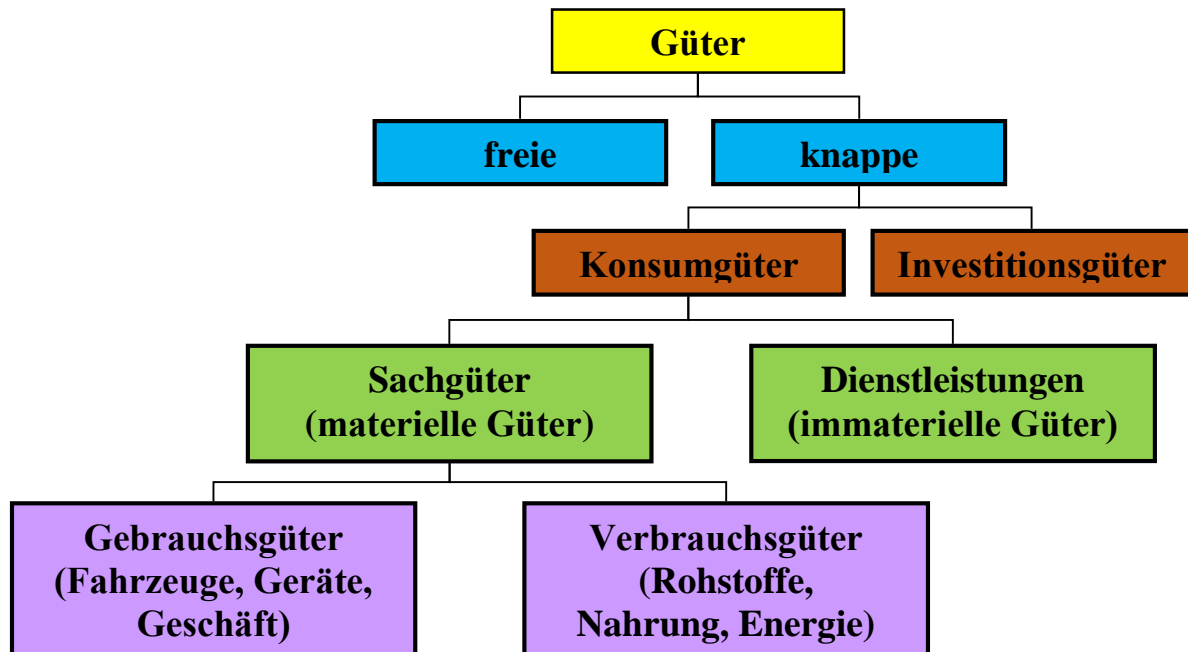 Güter
freie
knappe
Konsumgüter
Investitionsgüter
Sachgüter
(materielle Güter)
Dienstleistungen
(immaterielle Güter)
Gebrauchsgüter
(Fahrzeuge, Geräte,
Geschäft)
Verbrauchsgüter
(Rohstoffe,
Nahrung, Energie)